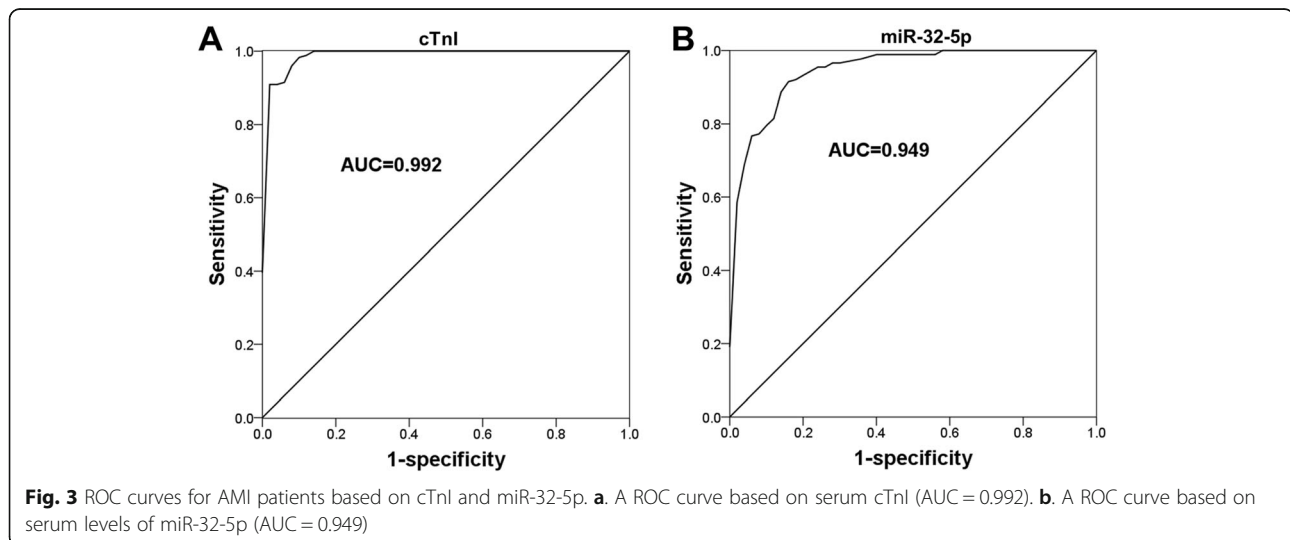 A
cTnI
1.0
0.8
0.6
0.4
0.2
0.0
Sensitivity
AUC=0.992
0.0 0.2 0.4 0.6 0.8 1.0
1-specificity
B
miR-32-5p
1.0
0.8
0.6
0.4
0.2
0.0
Sensitivity
AUC=0.949
0.0 0.2 0.4 0.6 0.8 1.0
1-specificity
Fig. 3 ROC curves for AMI patients based on cTnI and miR-32-5p. a. A ROC curve based on serum cTnI (AUC = 0.992). b. A ROC curve based on
serum levels of miR-32-5p (AUC = 0.949)